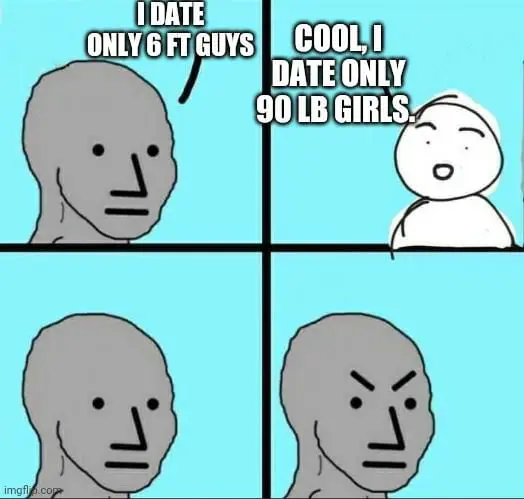 I DATE
ONLY 6 FT GUYS
COOL, I
DATE ONLY
90 LB GIRLS.
imgflip.com